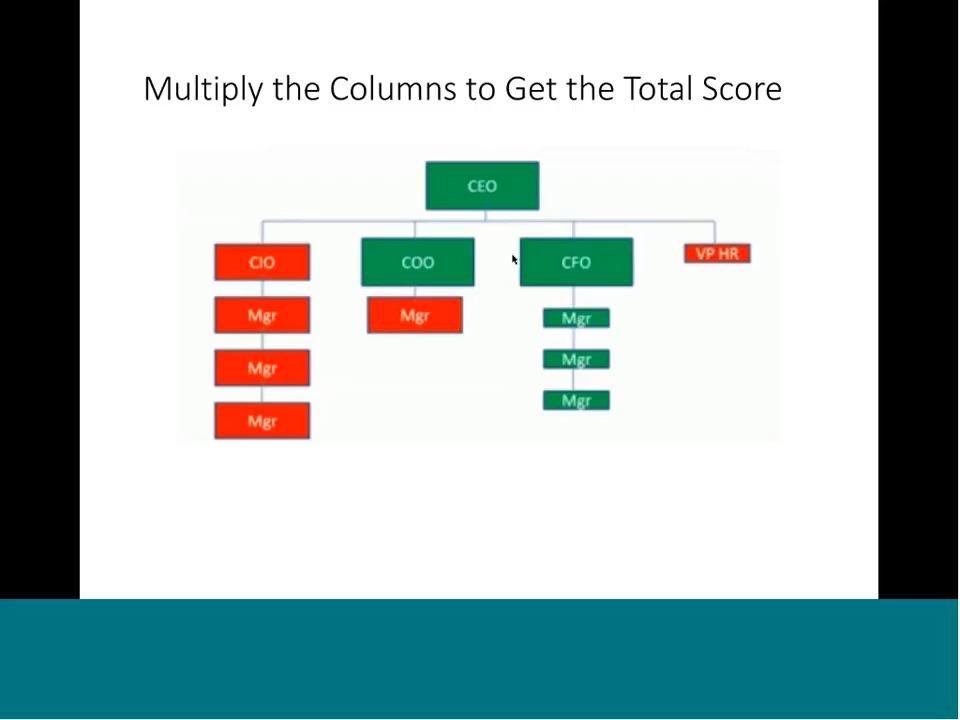 Multiply the Columns to Get the Total Score
CEO
CIO
COO
CFO
VP HR
Mgr
Mgr
Mgr
Mgr
Mgr
Mgr
Mgr